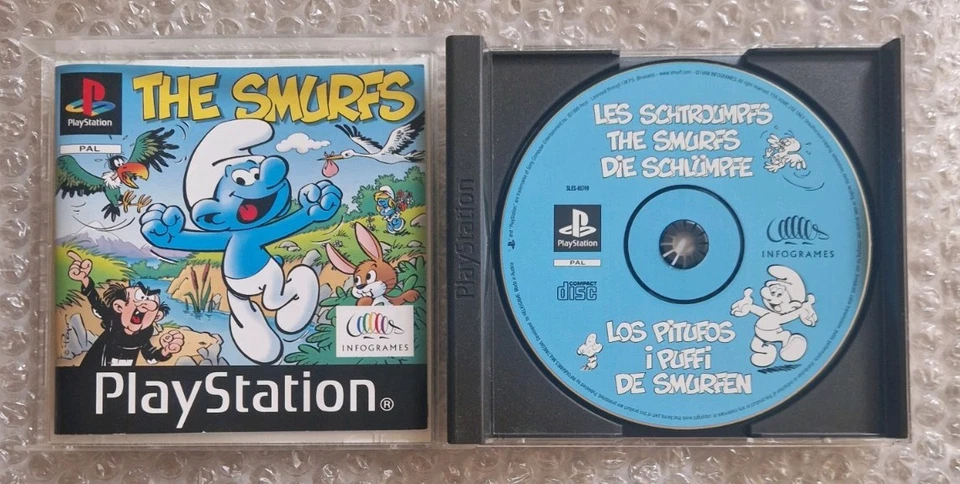 THE SMURFS
PlayStation
PAL
INFOGRAMES
PlayStation®
PlayStation
LES SCHTROUMPFS
THE SMURFS
DIE SCHLÜMPFE
PlayStation
PAL
INFOGRAMES
COMPACT
disc
LOS PITUFOS
I PUFFI
DE SMURFEN